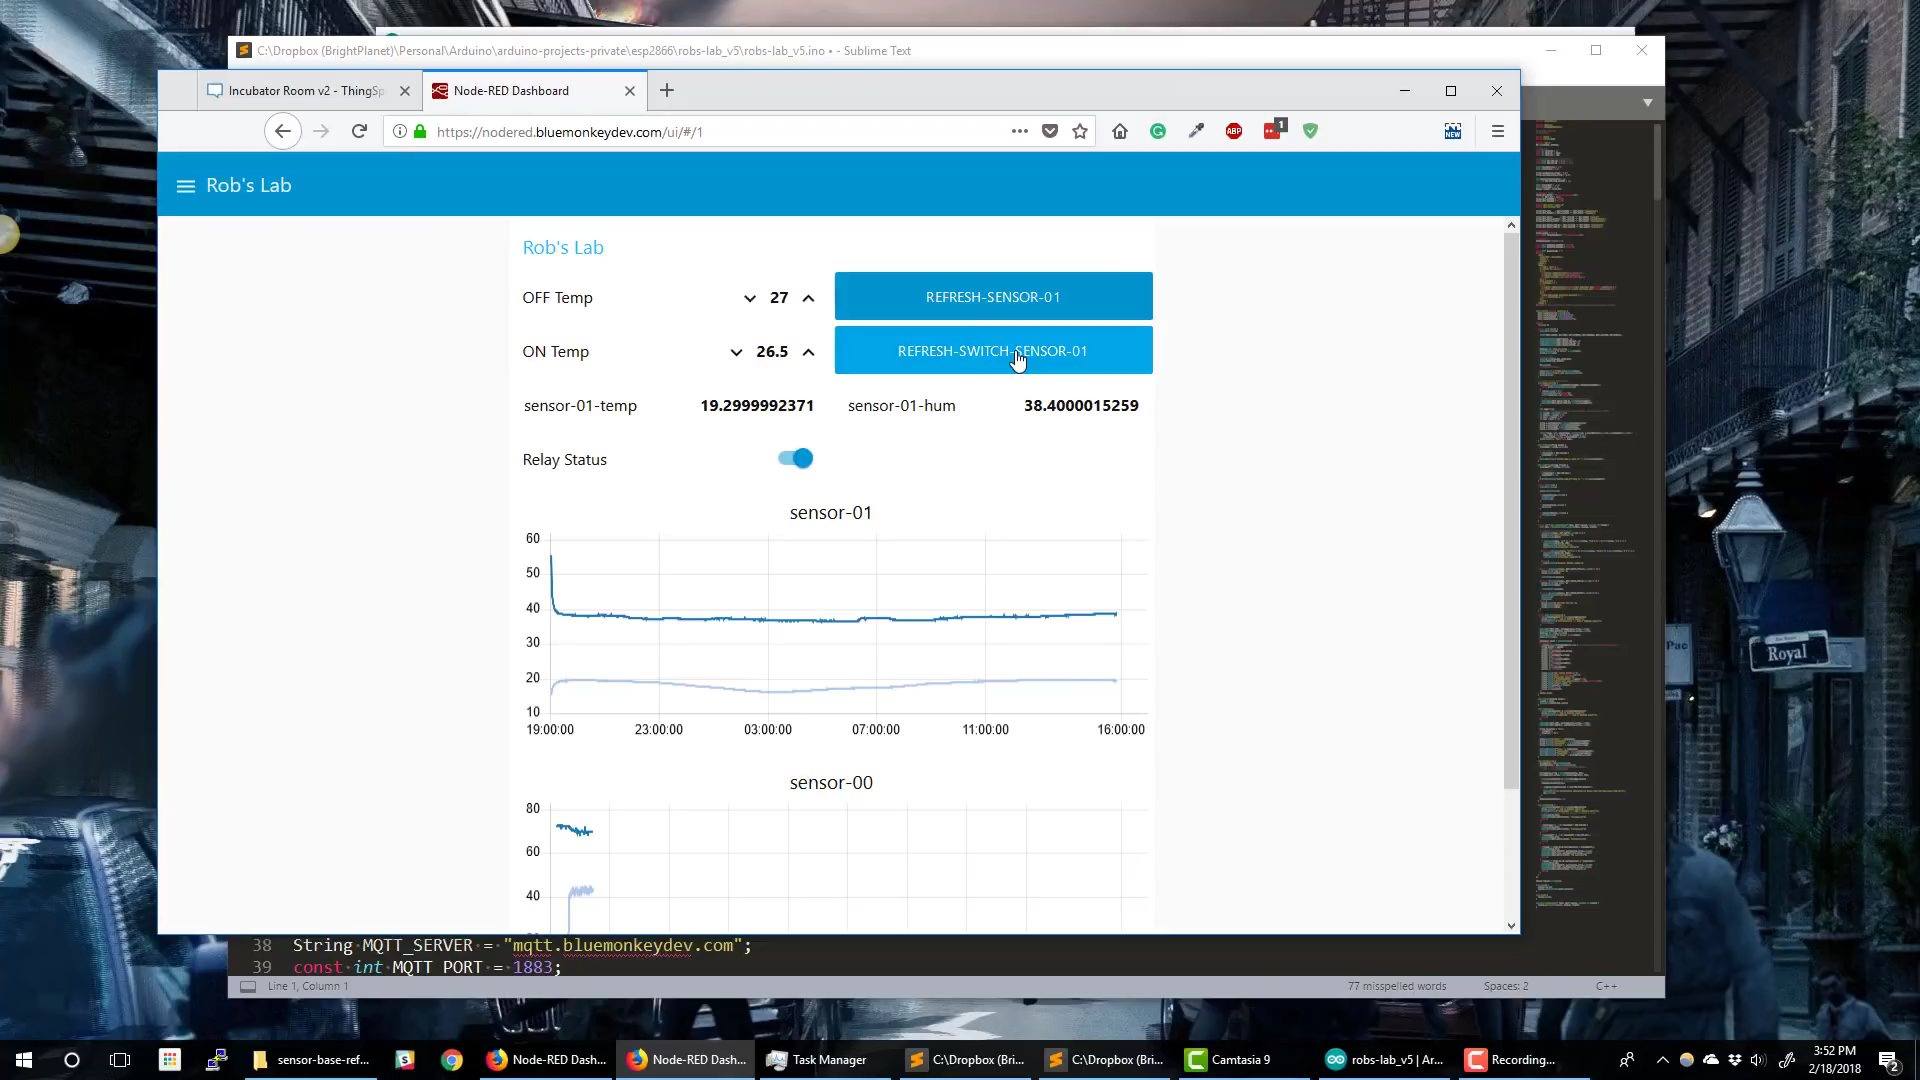 C:\Dropbox (BrightPlanet)\Personal\Arduino\arduino-projects-private\esp2866\robs-lab_v5\robs-lab_v5.ino • - Sublime Text
Incubator Room v2 - ThingSp
Node-RED Dashboard
https://nodered.bluemonkeydev.com/ui/#/1
ABP
1
NEW
Rob's Lab
Rob's Lab
OFF Temp 27 REFRESH-SENSOR-01
ON Temp 26.5 REFRESH-SWITCH-SENSOR-01
sensor-01-temp 19.2999992371 sensor-01-hum 38.4000015259
Relay Status
sensor-01
60
50
40
30
20
10
19:00:00 23:00:00 03:00:00 07:00:00 11:00:00 16:00:00
sensor-00
80
60
40
Royal
38 String MQTT_SERVER = "mqtt.bluemonkeydev.com";
39 const int MQTT_PORT = 1883;
Line 1, Column 1
77 misspelled words
Spaces: 2
C++
sensor-base-ref...
Node-RED Dash...
Node-RED Dash...
Task Manager
C:\Dropbox (Bri...
C:\Dropbox (Bri...
Camtasia 9
robs-lab_v5 | Ar...
Recording...
3:52 PM
2/18/2018
2